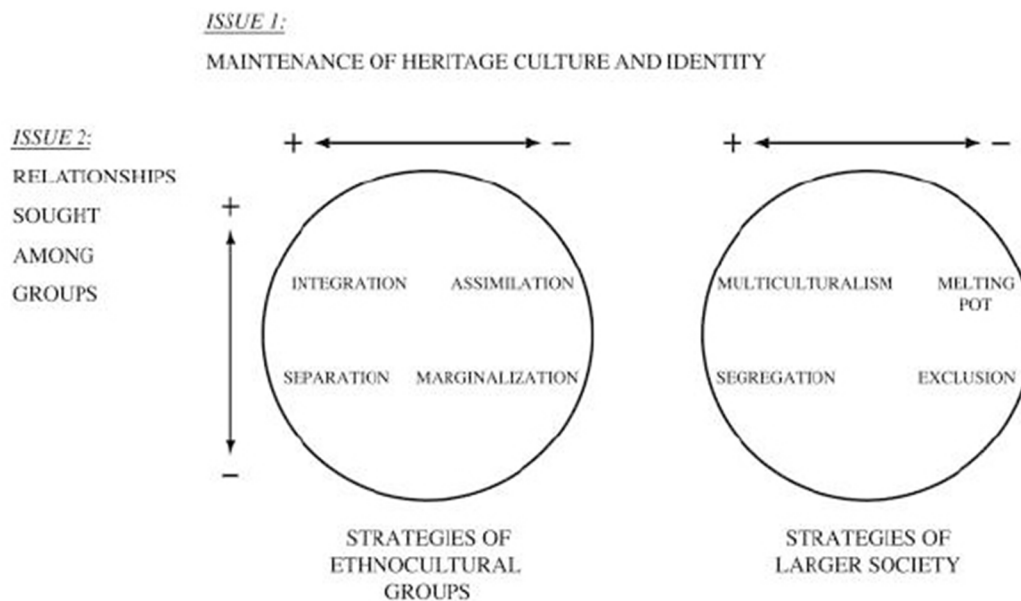 ISSUE 1:
MAINTENANCE OF HERITAGE CULTURE AND IDENTITY
ISSUE 2:
RELATIONSHIPS
SOUGHT
AMONG
GROUPS
+ −
+ −
+
−
INTEGRATION ASSIMILATION
SEPARATION MARGINALIZATION
MULTICULTURALISM MELTING
POT
SEGREGATION EXCLUSION
STRATEGIES OF
ETHNOCULTURAL
GROUPS
STRATEGIES OF
LARGER SOCIETY